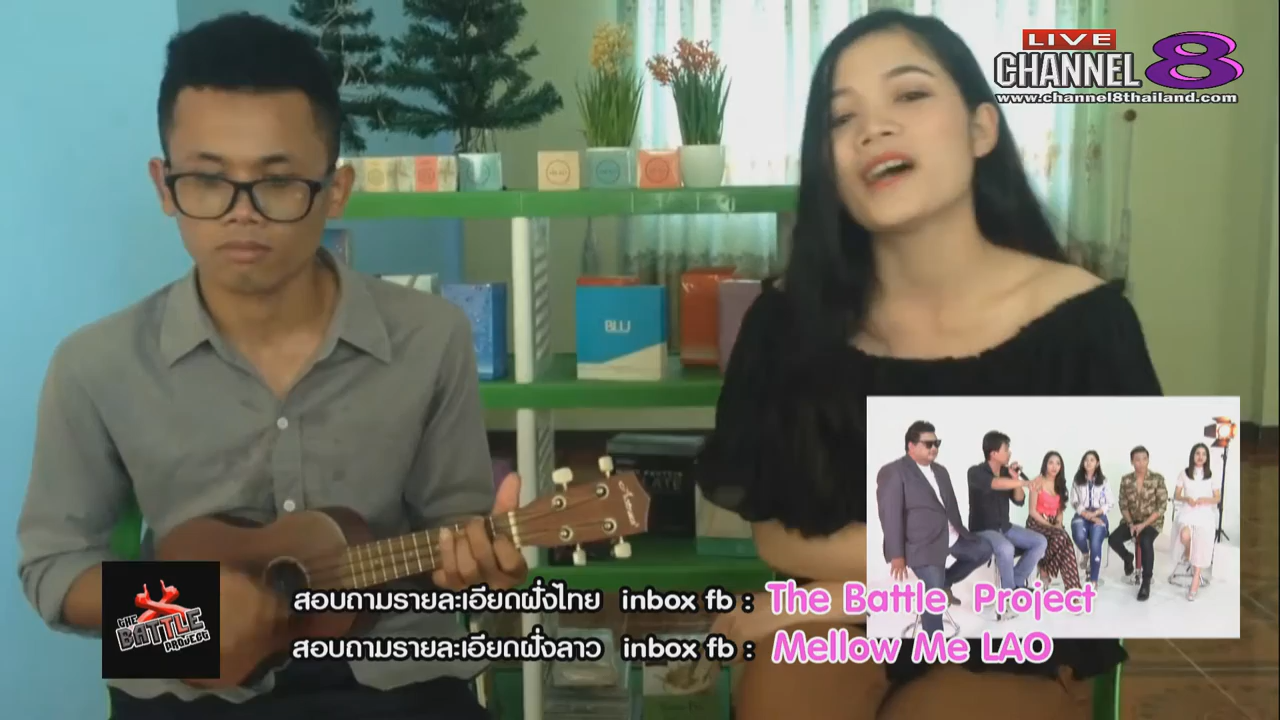 LIVE
CHANNEL 8
www.channel8thailand.com
BLU
THE
BATTLE
PROJECT
สอบถามรายละเอียดฝั่งไทย inbox fb : The Battle Project
สอบถามรายละเอียดฝั่งลาว inbox fb : Mellow Me LAO